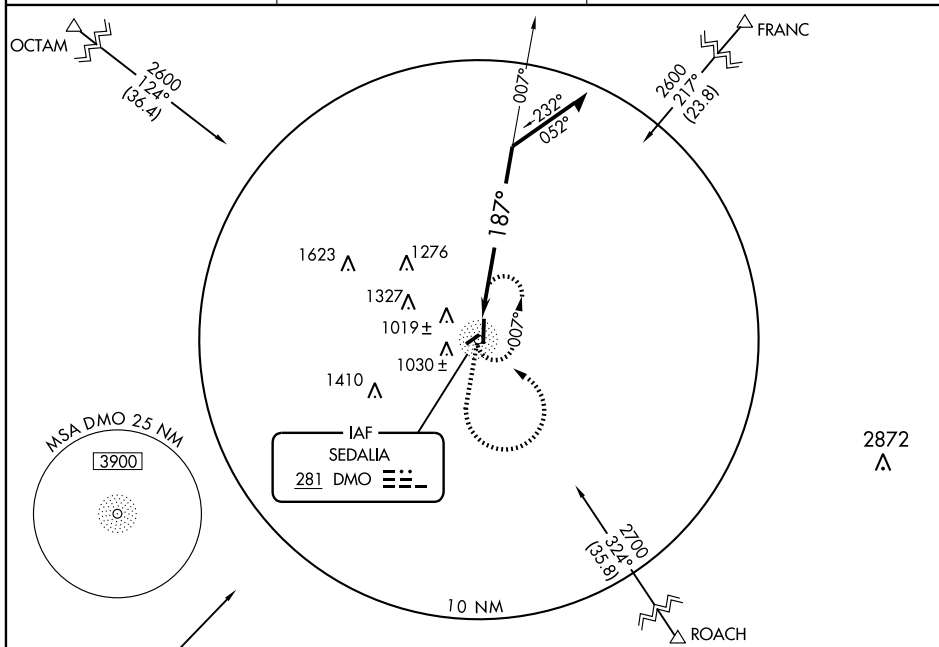 OCTAM
2600
124°
(36.4)
FRANC
2600
217°
(23.8)
007°
232°
052°
187°
1623
1276
1327
1019 ±
007°
1030 ±
1410
IAF
SEDALIA
281 DMO
MSA DMO 25 NM
3900
2872
2700
324°
(35.8)
10 NM
ROACH